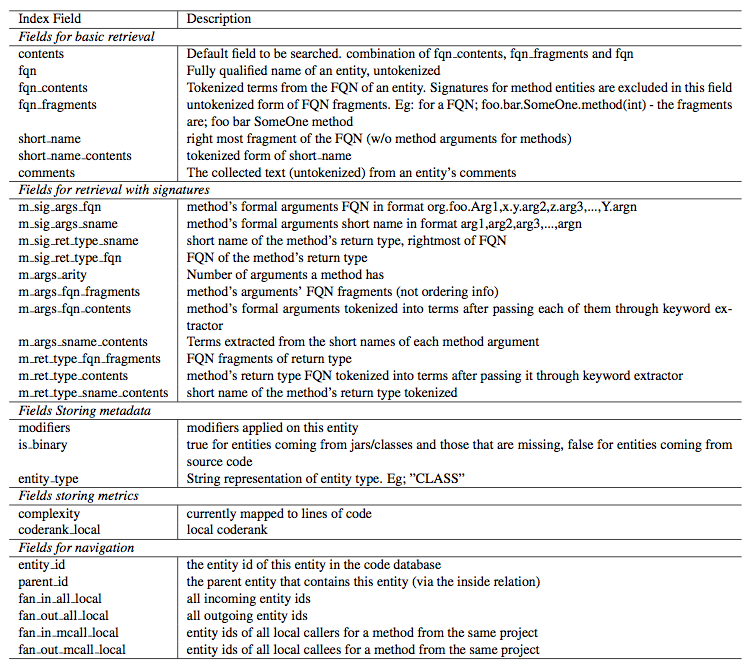 Index Field Description
Fields for basic retrieval
contents Default field to be searched. combination of fqn_contents, fqn_fragments and fqn
fqn Fully qualified name of an entity, untokenized
fqn_contents Tokenized terms from the FQN of an entity. Signatures for method entities are excluded in this field
fqn_fragments untokenized form of FQN fragments. Eg: for a FQN; foo.bar.SomeOne.method(int) - the fragments
are; foo bar SomeOne method
short_name right most fragment of the FQN (w/o method arguments for methods)
short_name_contents tokenized form of short_name
comments The collected text (untokenized) from an entity's comments
Fields for retrieval with signatures
m_sig_args_fqn method's formal arguments FQN in format org.foo.Arg1,x.y.arg2,z.arg3,...,Y.argn
m_sig_args_sname method's formal arguments short name in format arg1,arg2,arg3,...,argn
m_sig_ret_type_sname short name of the method's return type, rightmost of FQN
m_sig_ret_type_fqn FQN of the method's return type
m_args_arity Number of arguments a method has
m_args_fqn_fragments method's arguments' FQN fragments (not ordering info)
m_args_fqn_contents method's formal arguments tokenized into terms after passing each of them through keyword ex-
tractor
m_args_sname_contents Terms extracted from the short names of each method argument
m_ret_type_fqn_fragments FQN fragments of return type
m_ret_type_contents method's return type FQN tokenized into terms after passing it through keyword extractor
m_ret_type_sname_contents short name of the method's return type tokenized
Fields Storing metadata
modifiers modifiers applied on this entity
is_binary true for entities coming from jars/classes and those that are missing, false for entities coming from
source code
entity_type String representation of entity type. Eg; "CLASS"
Fields storing metrics
complexity currently mapped to lines of code
coderank_local local coderank
Fields for navigation
entity_id the entity id of this entity in the code database
parent_id the parent entity that contains this entity (via the inside relation)
fan_in_all_local all incoming entity ids
fan_out_all_local all outgoing entity ids
fan_in_mcall_local entity ids of all local callers for a method from the same project
fan_out_mcall_local entity ids of all local callees for a method from the same project